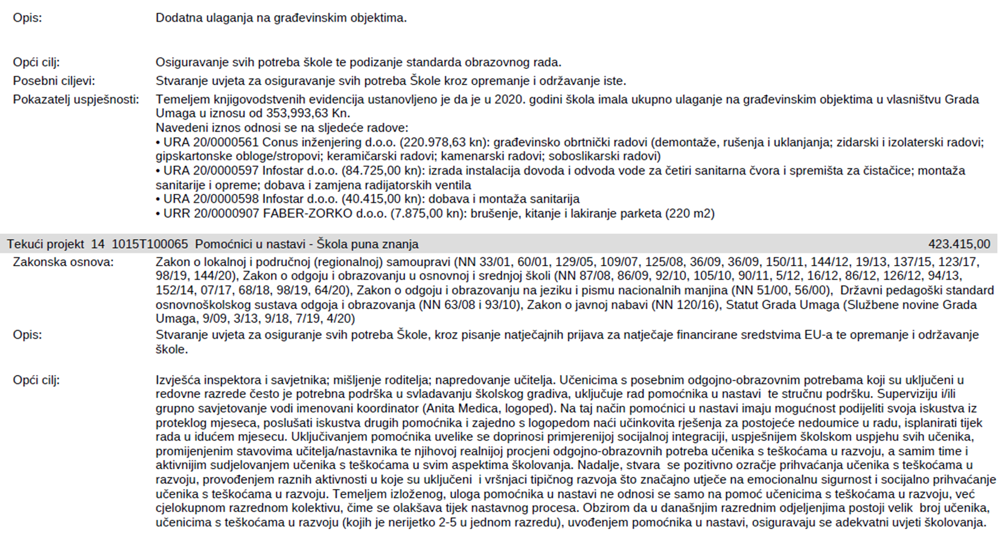 Opis: Dodatna ulaganja na građevinskim objektima.
Opći cilj: Osiguravanje svih potreba škole te podizanje standarda obrazovnog rada.
Posebni ciljevi: Stvaranje uvjeta za osiguravanje svih potreba Škole kroz opremanje i održavanje iste.
Pokazatelj uspješnosti: Temeljem knjigovodstvenih evidencija ustanovljeno je da je u 2020. godini škola imala ukupno ulaganje na građevinskim objektima u vlasništvu Grada
Umaga u iznosu od 353,993,63 Kn.
Navedeni iznos odnosi se na sljedeće radove:
• URA 20/0000561 Conus inženjering d.o.o. (220.978,63 kn): građevinsko obrtnički radovi (demontaže, rušenja i uklanjanja; zidarski i izolaterski radovi;
gipskartonske obloge/stropovi; keramičarski radovi; kamenarski radovi; soboslikarski radovi)
• URA 20/0000597 Infostar d.o.o. (84.725,00 kn): izrada instalacija dovoda i odvoda vode za četiri sanitarna čvora i spremišta za čistačice; montaža
sanitarije i opreme; dobava i zamjena radijatorskih ventila
• URA 20/0000598 Infostar d.o.o. (40.415,00 kn): dobava i montaža sanitarija
• URR 20/0000907 FABER-ZORKO d.o.o. (7.875,00 kn): brušenje, kitanje i lakiranje parketa (220 m2)
Tekući projekt 14 1015T100065 Pomoćnici u nastavi - Škola puna znanja 423.415,00
Zakonska osnova: Zakon o lokalnoj i područnoj (regionalnoj) samoupravi (NN 33/01, 60/01, 129/05, 109/07, 125/08, 36/09, 36/09, 150/11, 144/12, 19/13, 137/15, 123/17,
98/19, 144/20), Zakon o odgoju i obrazovanju u osnovnoj i srednjoj školi (NN 87/08, 86/09, 92/10, 105/10, 90/11, 5/12, 16/12, 86/12, 126/12, 94/13,
152/14, 07/17, 68/18, 98/19, 64/20), Zakon o odgoju i obrazovanju na jeziku i pismu nacionalnih manjina (NN 51/00, 56/00), Državni pedagoški standard
osnovnoškolskog sustava odgoja i obrazovanja (NN 63/08 i 93/10), Zakon o javnoj nabavi (NN 120/16), Statut Grada Umaga (Službene novine Grada
Umaga, 9/09, 3/13, 9/18, 7/19, 4/20)
Opis: Stvaranje uvjeta za osiguranje svih potreba Škole, kroz pisanje natječajnih prijava za natječaje financirane sredstvima EU-a te opremanje i održavanje
škole.
Opći cilj: Izvješća inspektora i savjetnika; mišljenje roditelja; napredovanje učitelja. Učenicima s posebnim odgojno-obrazovnim potrebama koji su uključeni u
redovne razrede često je potrebna podrška u svladavanju školskog gradiva, uključuje rad pomoćnika u nastavi te stručnu podršku. Superviziju i/ili
grupno savjetovanje vodi imenovani koordinator (Anita Medica, logoped). Na taj način pomoćnici u nastavi imaju mogućnost podijeliti svoja iskustva iz
proteklog mjeseca, poslušati iskustva drugih pomoćnika i zajedno s logopedom naći učinkovita rješenja za postojeće nedoumice u radu, isplanirati tijek
rada u idućem mjesecu. Uključivanjem pomoćnika uvelike se doprinosi primjerenijoj socijalnoj integraciji, uspješnijem školskom uspjehu svih učenika,
promijenjenim stavovima učitelja/nastavnika te njihovoj realnijoj procjeni odgojno-obrazovnih potreba učenika s teškoćama u razvoju, a samim time i
aktivnijim sudjelovanjem učenika s teškoćama u svim aspektima školovanja. Nadalje, stvara se pozitivno ozračje prihvaćanja učenika s teškoćama u
razvoju, provođenjem raznih aktivnosti u koje su uključeni i vršnjaci tipičnog razvoja što značajno utječe na emocionalnu sigurnost i socijalno prihvaćanje
učenika s teškoćama u razvoju. Temeljem izloženog, uloga pomoćnika u nastavi ne odnosi se samo na pomoć učenicima s teškoćama u razvoju, već
cjelokupnom razrednom kolektivu, čime se olakšava tijek nastavnog procesa. Obzirom da u današnjim razrednim odjeljenjima postoji velik broj učenika,
učenicima s teškoćama u razvoju (kojih je nerijetko 2-5 u jednom razredu), uvođenjem pomoćnika u nastavi, osiguravaju se adekvatni uvjeti školovanja.